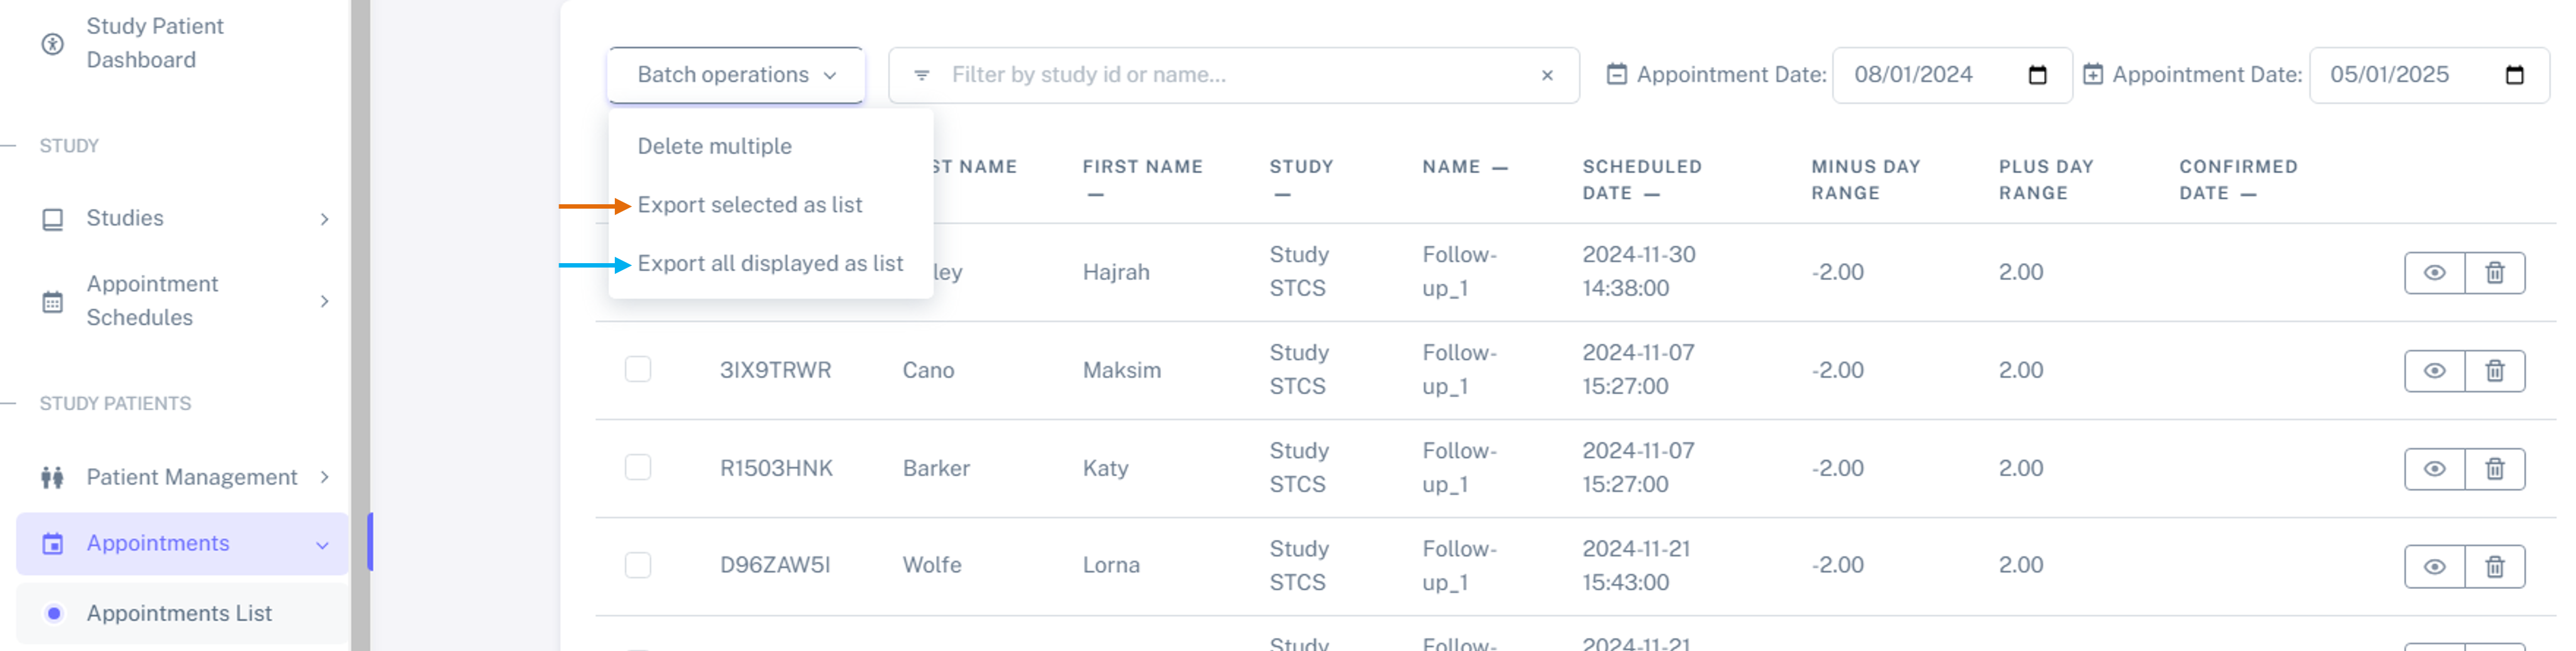 Study Patient
Dashboard
STUDY
Studies
Appointment
Schedules
STUDY PATIENTS
Patient Management
Appointments
Appointments List
Batch operations
Filter by study id or name...
Appointment Date:
08/01/2024
Appointment Date:
05/01/2025
Delete multiple
Export selected as list
Export all displayed as list
ST NAME
FIRST NAME —
STUDY —
NAME —
SCHEDULED
DATE —
MINUS DAY
RANGE
PLUS DAY
RANGE
CONFIRMED
DATE —
ley
Hajrah
Study
STCS
Follow-
up_1
2024-11-30
14:38:00
-2.00
2.00
3IX9TRWR
Cano
Maksim
Study
STCS
Follow-
up_1
2024-11-07
15:27:00
-2.00
2.00
R1503HNK
Barker
Katy
Study
STCS
Follow-
up_1
2024-11-07
15:27:00
-2.00
2.00
D96ZAW5I
Wolfe
Lorna
Study
STCS
Follow-
up_1
2024-11-21
15:43:00
-2.00
2.00
Study
Follow-
2024-11-21